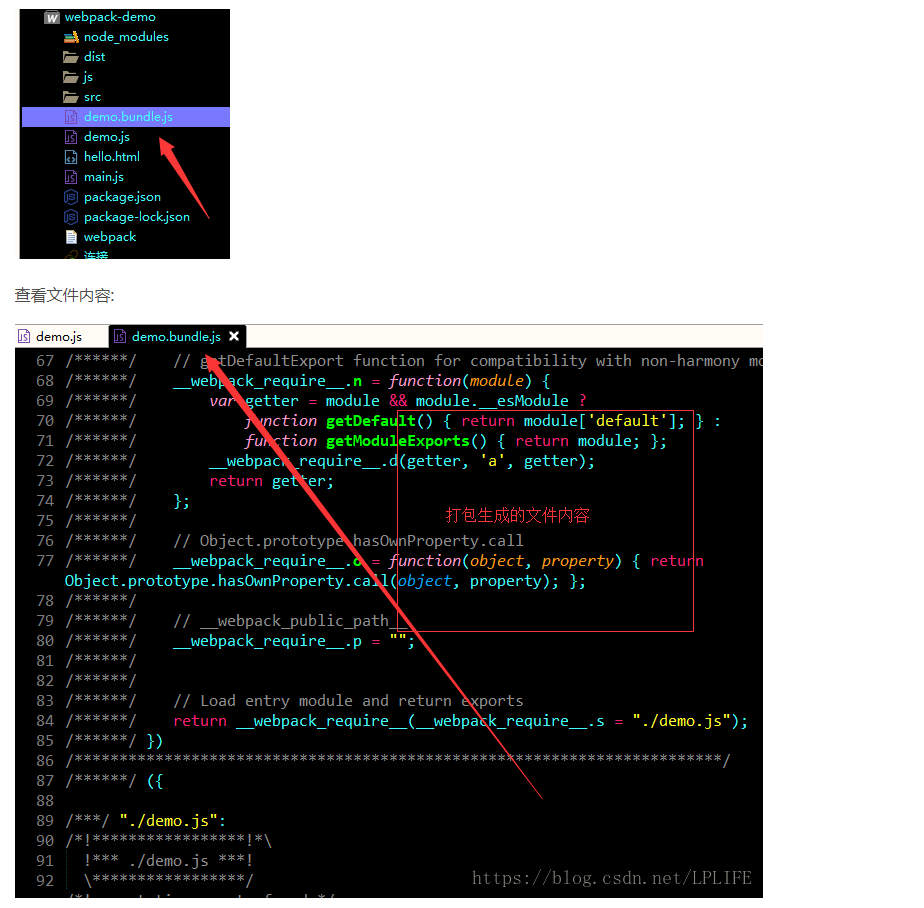 webpack-demo
node_modules
dist
js
src
demo.bundle.js
demo.js
hello.html
main.js
package.json
package-lock.json
webpack
连接
查看文件内容:
demo.js demo.bundle.js
67 /******/ // getDefaultExport function for compatibility with non-harmony mo
68 /******/ __webpack_require__.n = function(module) {
69 /******/ var getter = module && module.__esModule ?
70 /******/ function getDefault() { return module['default']; } :
71 /******/ function getModuleExports() { return module; };
72 /******/ __webpack_require__.d(getter, 'a', getter);
73 /******/ return getter;
74 /******/ };
75 /******/
打包生成的文件内容
76 /******/ // Object.prototype.hasOwnProperty.call
77 /******/ __webpack_require__.o = function(object, property) { return
Object.prototype.hasOwnProperty.call(object, property); };
78 /******/
79 /******/ // __webpack_public_path__
80 /******/ __webpack_require__.p = "";
81 /******/
82 /******/
83 /******/ // Load entry module and return exports
84 /******/ return __webpack_require__(__webpack_require__.s = "./demo.js");
85 /******/ })
86 /************************************************************************/
87 /******/ ({
88
89 /***/ "./demo.js":
90 /*!*****************!*\
91 !*** ./demo.js ***!
92 \*****************/
https://blog.csdn.net/LPLIFE